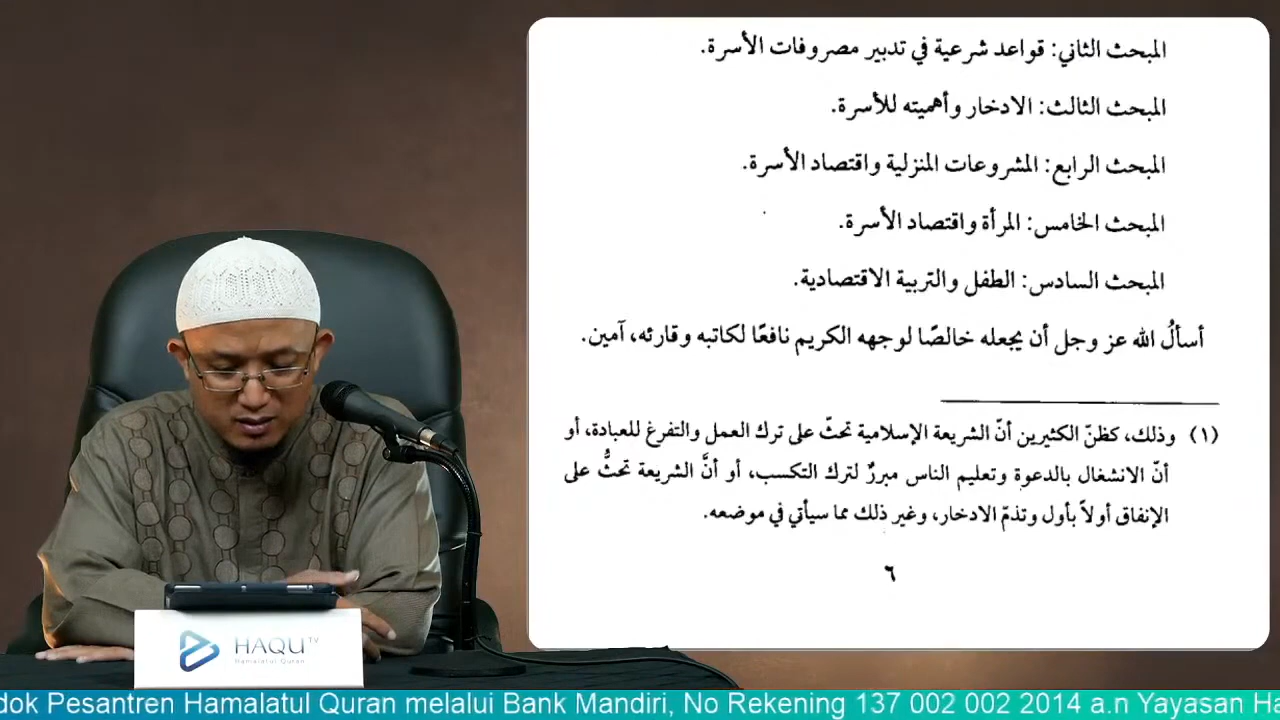 المبحث الثاني: قواعد شرعية في تدبير مصروفات الأسرة.
المبحث الثالث: الادخار وأهميته للأسرة.
المبحث الرابع: المشروعات المنزلية واقتصاد الأسرة.
المبحث الخامس: المرأة واقتصاد الأسرة.
المبحث السادس: الطفل والتربية الاقتصادية.
أسألُ الله عز وجل أن يجعله خالصًا لوجهه الكريم نافعًا لكاتبه وقارئه، آمين.
(١) وذلك، كظنّ الكثيرين أنّ الشريعة الإسلامية تحثّ على ترك العمل والتفرغ للعبادة، أو
أنّ الانشغال بالدعوة وتعليم الناس مبررٌ لترك التكسب، أو أنَّ الشريعة تحثُّ على
الإنفاق أولاً بأول وتذمّ الادخار، وغير ذلك مما سيأتي في موضعه.
٦
HAQU TV
Hamalatul Quran
dok Pesantren Hamalatul Quran melalui Bank Mandiri, No Rekening 137 002 002 2014 a.n Yayasan Ha